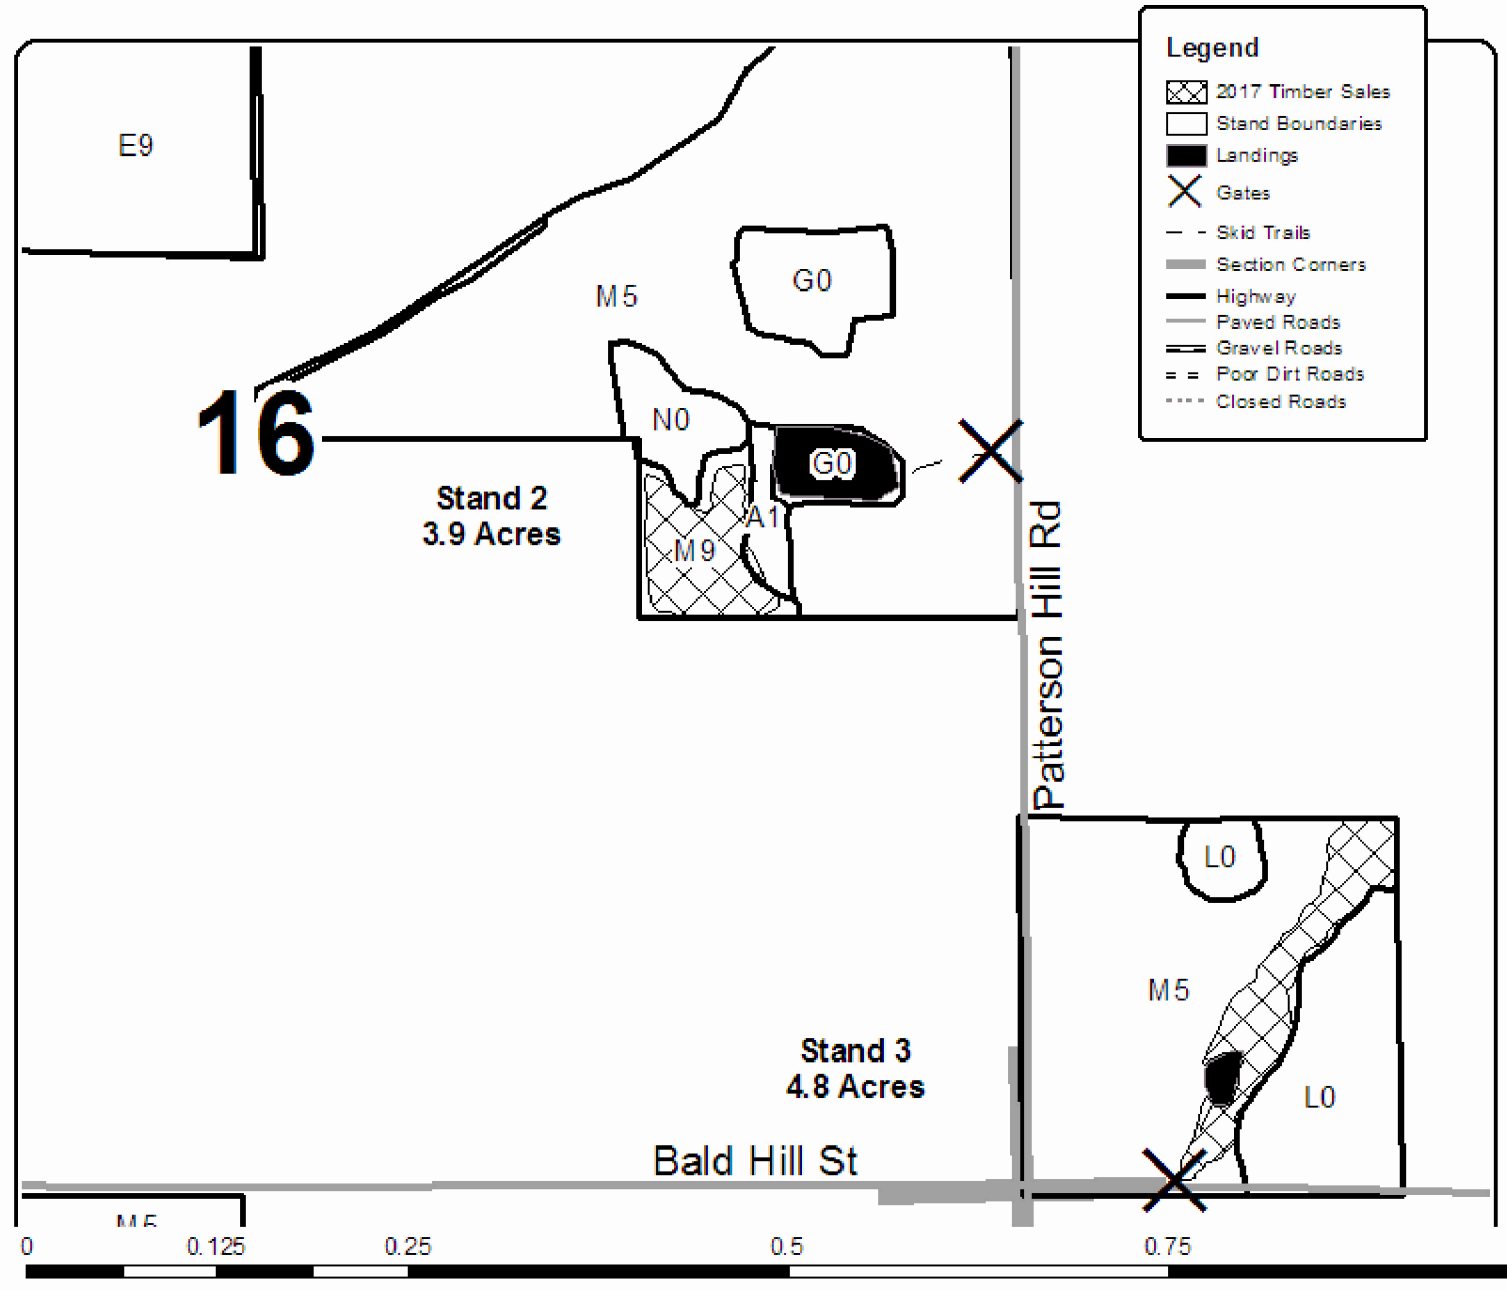 Legend
2017 Timber Sales
Stand Boundaries
Landings
Gates
Skid Trails
Section Corners
Highway
Paved Roads
Gravel Roads
Poor Dirt Roads
Closed Roads
E9
M5
G0
16
N0
G0
Stand 2
3.9 Acres
A1
M9
Patterson Hill Rd
L0
M5
Stand 3
4.8 Acres
L0
Bald Hill St
M5
0 0.125 0.25 0.5 0.75